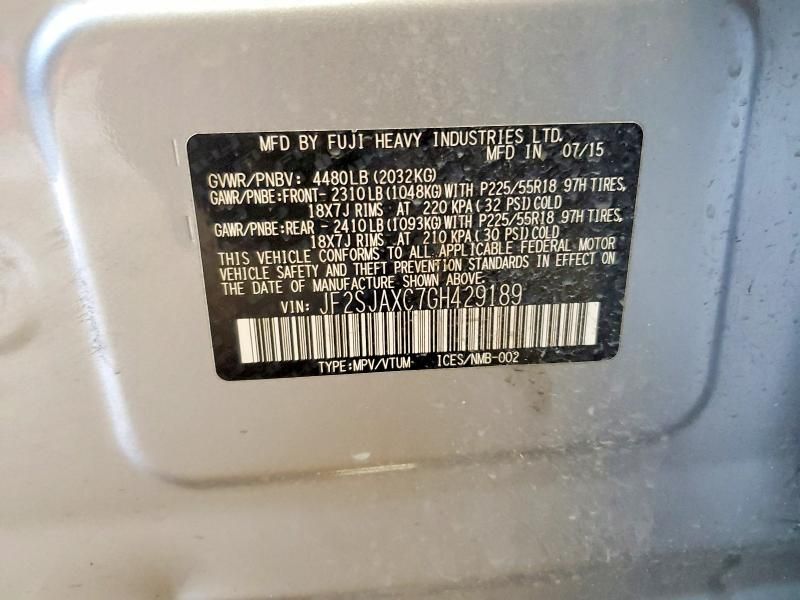 MFD BY FUJI HEAVY INDUSTRIES LTD.
MFD IN 07/15
GVWR/PNBV: 4480LB (2032KG)
GAWR/PNBE:FRONT- 2310LB (1048KG) WITH P225/55R18 97H TIRES,
18X7J RIMS AT 220 KPA (32 PSI) COLD
GAWR/PNBE:REAR - 2410LB (1093KG) WITH P225/55R18 97H TIRES,
18X7J RIMS AT 210 KPA (30 PSI) COLD
THIS VEHICLE CONFORMS TO ALL APPLICABLE FEDERAL MOTOR
VEHICLE SAFETY AND THEFT PREVENTION STANDARDS IN EFFECT ON
THE DATE OF MANUFACTURE SHOWN ABOVE.
VIN: JF2SJAXC7GH429189
TYPE:MPV/VTUM ICES/NMB-002